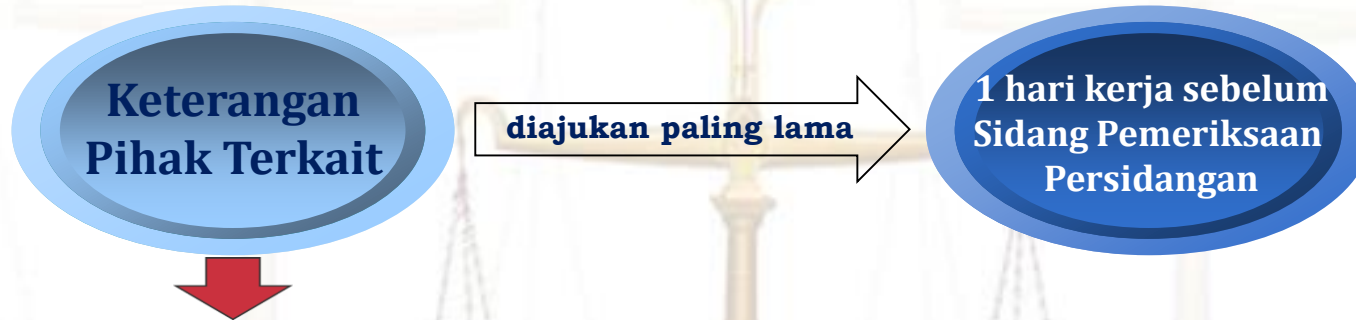 Keterangan
Pihak Terkait
diajukan paling lama
1 hari kerja sebelum
Sidang Pemeriksaan
Persidangan